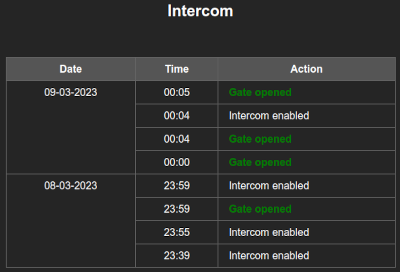 Intercom
Date Time Action
09-03-2023 00:05 Gate opened
00:04 Intercom enabled
00:04 Gate opened
00:00 Gate opened
08-03-2023 23:59 Intercom enabled
23:59 Gate opened
23:55 Intercom enabled
23:39 Intercom enabled